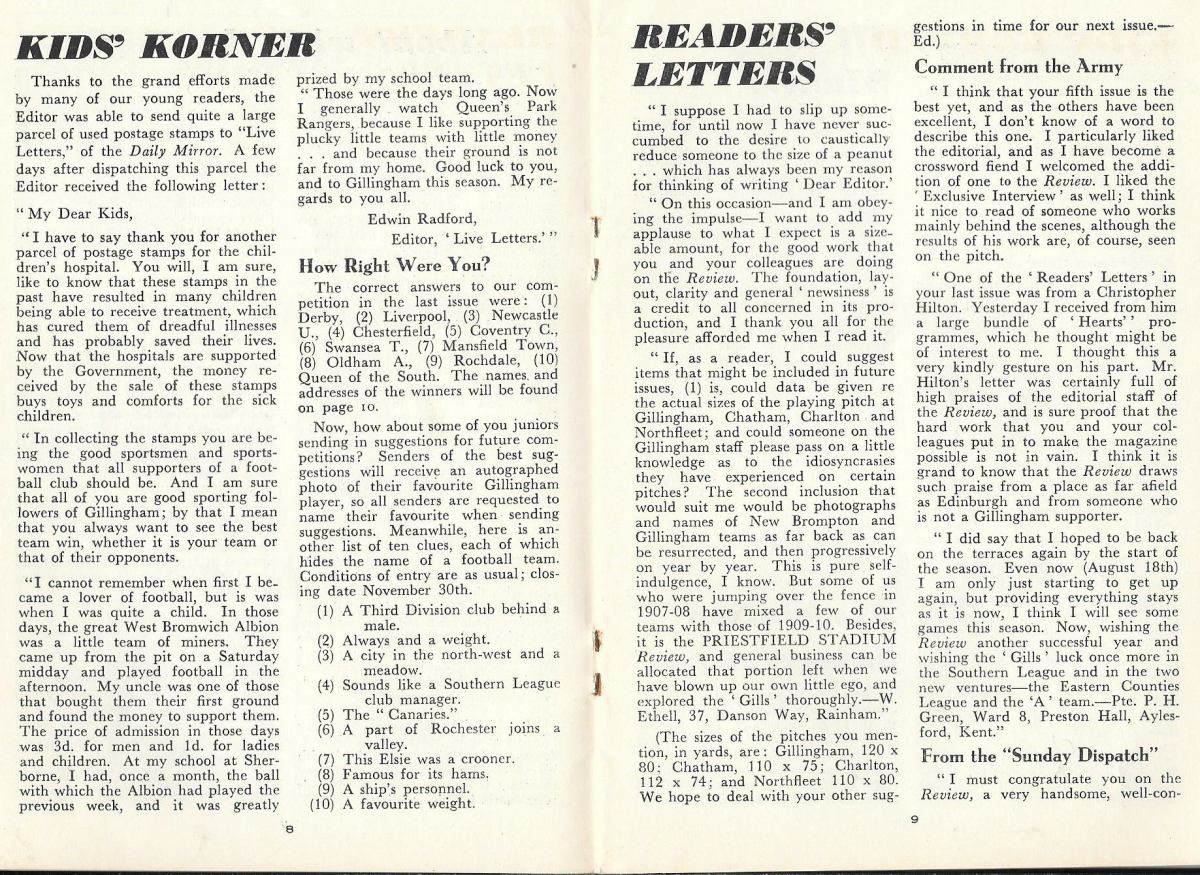 KIDS' KORNER
Thanks to the grand efforts made
by many of our young readers, the
Editor was able to send quite a large
parcel of used postage stamps to "Live
Letters," of the Daily Mirror. A few
days after dispatching this parcel the
Editor received the following letter:
"My Dear Kids,
"I have to say thank you for another
parcel of postage stamps for the chil-
dren's hospital. You will, I am sure,
like to know that these stamps in the
past have resulted in many children
being able to receive treatment, which
has cured them of dreadful illnesses
and has probably saved their lives.
Now that the hospitals are supported
by the Government, the money re-
ceived by the sale of these stamps
buys toys and comforts for the sick
children.
"In collecting the stamps you are be-
ing the good sportsmen and sports-
women that all supporters of a foot-
ball club should be. And I am sure
that all of you are good sporting fol-
lowers of Gillingham; by that I mean
that you always want to see the best
team win, whether it is your team or
that of their opponents.
"I cannot remember when first I be-
came a lover of football, but is was
when I was quite a child. In those
days, the great West Bromwich Albion
was a little team of miners. They
came up from the pit on a Saturday
midday and played football in the
afternoon. My uncle was one of those
that bought them their first ground
and found the money to support them.
The price of admission in those days
was 3d. for men and 1d. for ladies
and children. At my school at Sher-
borne, I had, once a month, the ball
with which the Albion had played the
previous week, and it was greatly
prized by my school team.
"Those were the days long ago. Now
I generally watch Queen's Park
Rangers, because I like supporting the
plucky little teams with little money
. . . and because their ground is not
far from my home. Good luck to you,
and to Gillingham this season. My re-
gards to you all.
Edwin Radford,
Editor, 'Live Letters.'"
How Right Were You?
The correct answers to our com-
petition in the last issue were: (1)
Derby, (2) Liverpool, (3) Newcastle
U., (4) Chesterfield, (5) Coventry C.,
(6) Swansea T., (7) Mansfield Town,
(8) Oldham A., (9) Rochdale, (10)
Queen of the South. The names and
addresses of the winners will be found
on page 10.
Now, how about some of you juniors
sending in suggestions for future com-
petitions? Senders of the best sug-
gestions will receive an autographed
photo of their favourite Gillingham
player, so all senders are requested to
name their favourite when sending
suggestions. Meanwhile, here is an-
other list of ten clues, each of which
hides the name of a football team.
Conditions of entry are as usual; clos-
ing date November 30th.
(1) A Third Division club behind a
male.
(2) Always and a weight.
(3) A city in the north-west and a
meadow.
(4) Sounds like a Southern League
club manager.
(5) The "Canaries."
(6) A part of Rochester joins a
valley.
(7) This Elsie was a crooner.
(8) Famous for its hams.
(9) A ship's personnel.
(10) A favourite weight.
8
READERS'
LETTERS
"I suppose I had to slip up some-
time, for until now I have never suc-
cumbed to the desire to caustically
reduce someone to the size of a peanut
. . . which has always been my reason
for thinking of writing 'Dear Editor.'
"On this occasion—and I am obey-
ing the impulse—I want to add my
applause to what I expect is a size-
able amount, for the good work that
you and your colleagues are doing
on the Review. The foundation, lay-
out, clarity and general 'newsiness' is
a credit to all concerned in its pro-
duction, and I thank you all for the
pleasure afforded me when I read it.
"If, as a reader, I could suggest
items that might be included in future
issues, (1) is, could data be given re
the actual sizes of the playing pitch at
Gillingham, Chatham, Charlton and
Northfleet; and could someone on the
Gillingham staff please pass on a little
knowledge as to the idiosyncrasies
they have experienced on certain
pitches? The second inclusion that
would suit me would be photographs
and names of New Brompton and
Gillingham teams as far back as can
be resurrected, and then progressively
on year by year. This is pure self-
indulgence, I know. But some of us
who were jumping over the fence in
1907-08 have mixed a few of our
teams with those of 1909-10. Besides,
it is the PRIESTFIELD STADIUM
Review, and general business can be
allocated that portion left when we
have blown up our own little ego, and
explored the 'Gills' thoroughly.—W.
Ethell, 37, Danson Way, Rainham."
(The sizes of the pitches you men-
tion, in yards, are: Gillingham, 120 x
80; Chatham, 110 x 75; Charlton,
112 x 74; and Northfleet 110 x 80.
We hope to deal with your other sug-
gestions in time for our next issue.—
Ed.)
Comment from the Army
"I think that your fifth issue is the
best yet, and as the others have been
excellent, I don't know of a word to
describe this one. I particularly liked
the editorial, and as I have become a
crossword fiend I welcomed the addi-
tion of one to the Review. I liked the
'Exclusive Interview' as well; I think
it nice to read of someone who works
mainly behind the scenes, although the
results of his work are, of course, seen
on the pitch.
"One of the 'Readers' Letters' in
your last issue was from a Christopher
Hilton. Yesterday I received from him
a large bundle of 'Hearts'' pro-
grammes, which he thought might be
of interest to me. I thought this a
very kindly gesture on his part. Mr.
Hilton's letter was certainly full of
high praises of the editorial staff of
the Review, and is sure proof that the
hard work that you and your col-
leagues put in to make the magazine
possible is not in vain. I think it is
grand to know that the Review draws
such praise from a place as far afield
as Edinburgh and from someone who
is not a Gillingham supporter.
"I did say that I hoped to be back
on the terraces again by the start of
the season. Even now (August 18th)
I am only just starting to get up
again, but providing everything stays
as it is now, I think I will see some
games this season. Now, wishing the
Review another successful year and
wishing the 'Gills' luck once more in
the Southern League and in the two
new ventures—the Eastern Counties
League and the 'A' team.—Pte. P. H.
Green, Ward 8, Preston Hall, Ayles-
ford, Kent."
From the "Sunday Dispatch"
"I must congratulate you on the
Review, a very handsome, well-con-
9